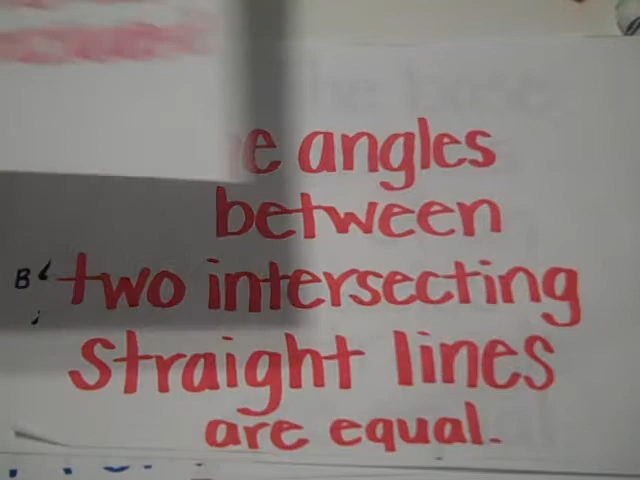 angles
between
B two intersecting
straight lines
are equal.